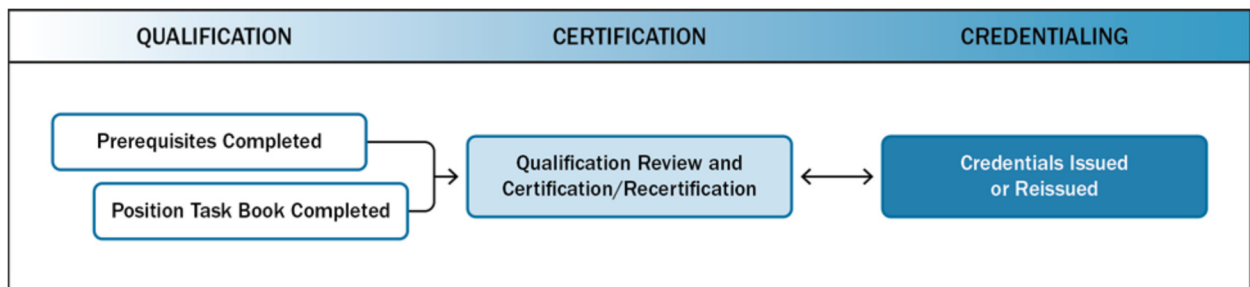 QUALIFICATION
CERTIFICATION
CREDENTIALING
Prerequisites Completed
Position Task Book Completed
Qualification Review and
Certification/Recertification
Credentials Issued
or Reissued